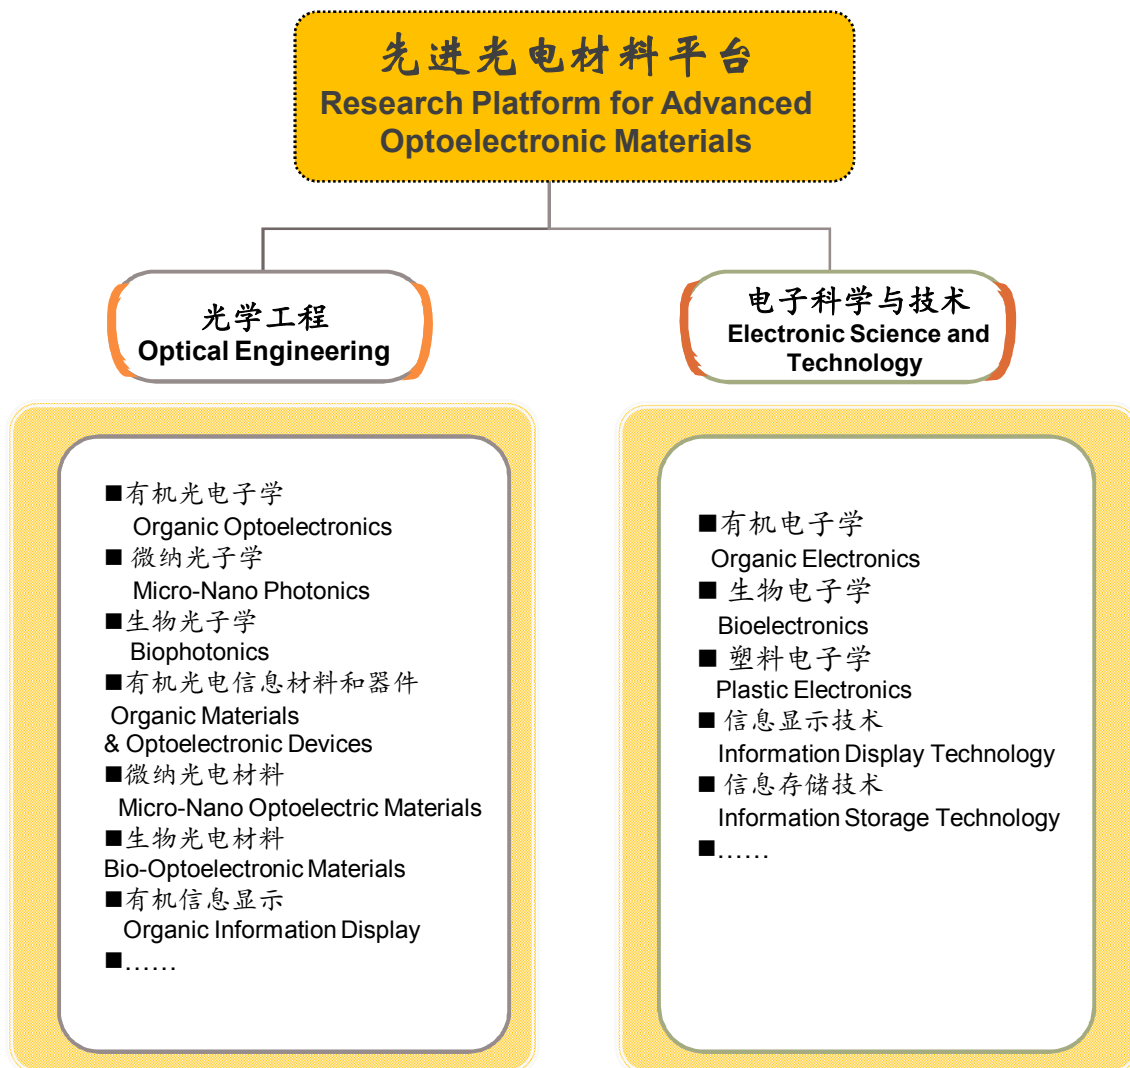 先进光电材料平台
Research Platform for Advanced
Optoelectronic Materials
光学工程
Optical Engineering
■有机光电子学
Organic Optoelectronics
■ 微纳光子学
Micro-Nano Photonics
■生物光子学
Biophotonics
■有机光电信息材料和器件
Organic Materials
& Optoelectronic Devices
■微纳光电材料
Micro-Nano Optoelectric Materials
■生物光电材料
Bio-Optoelectronic Materials
■有机信息显示
Organic Information Display
■……
电子科学与技术
Electronic Science and
Technology
■有机电子学
Organic Electronics
■ 生物电子学
Bioelectronics
■ 塑料电子学
Plastic Electronics
■ 信息显示技术
Information Display Technology
■ 信息存储技术
Information Storage Technology
■……